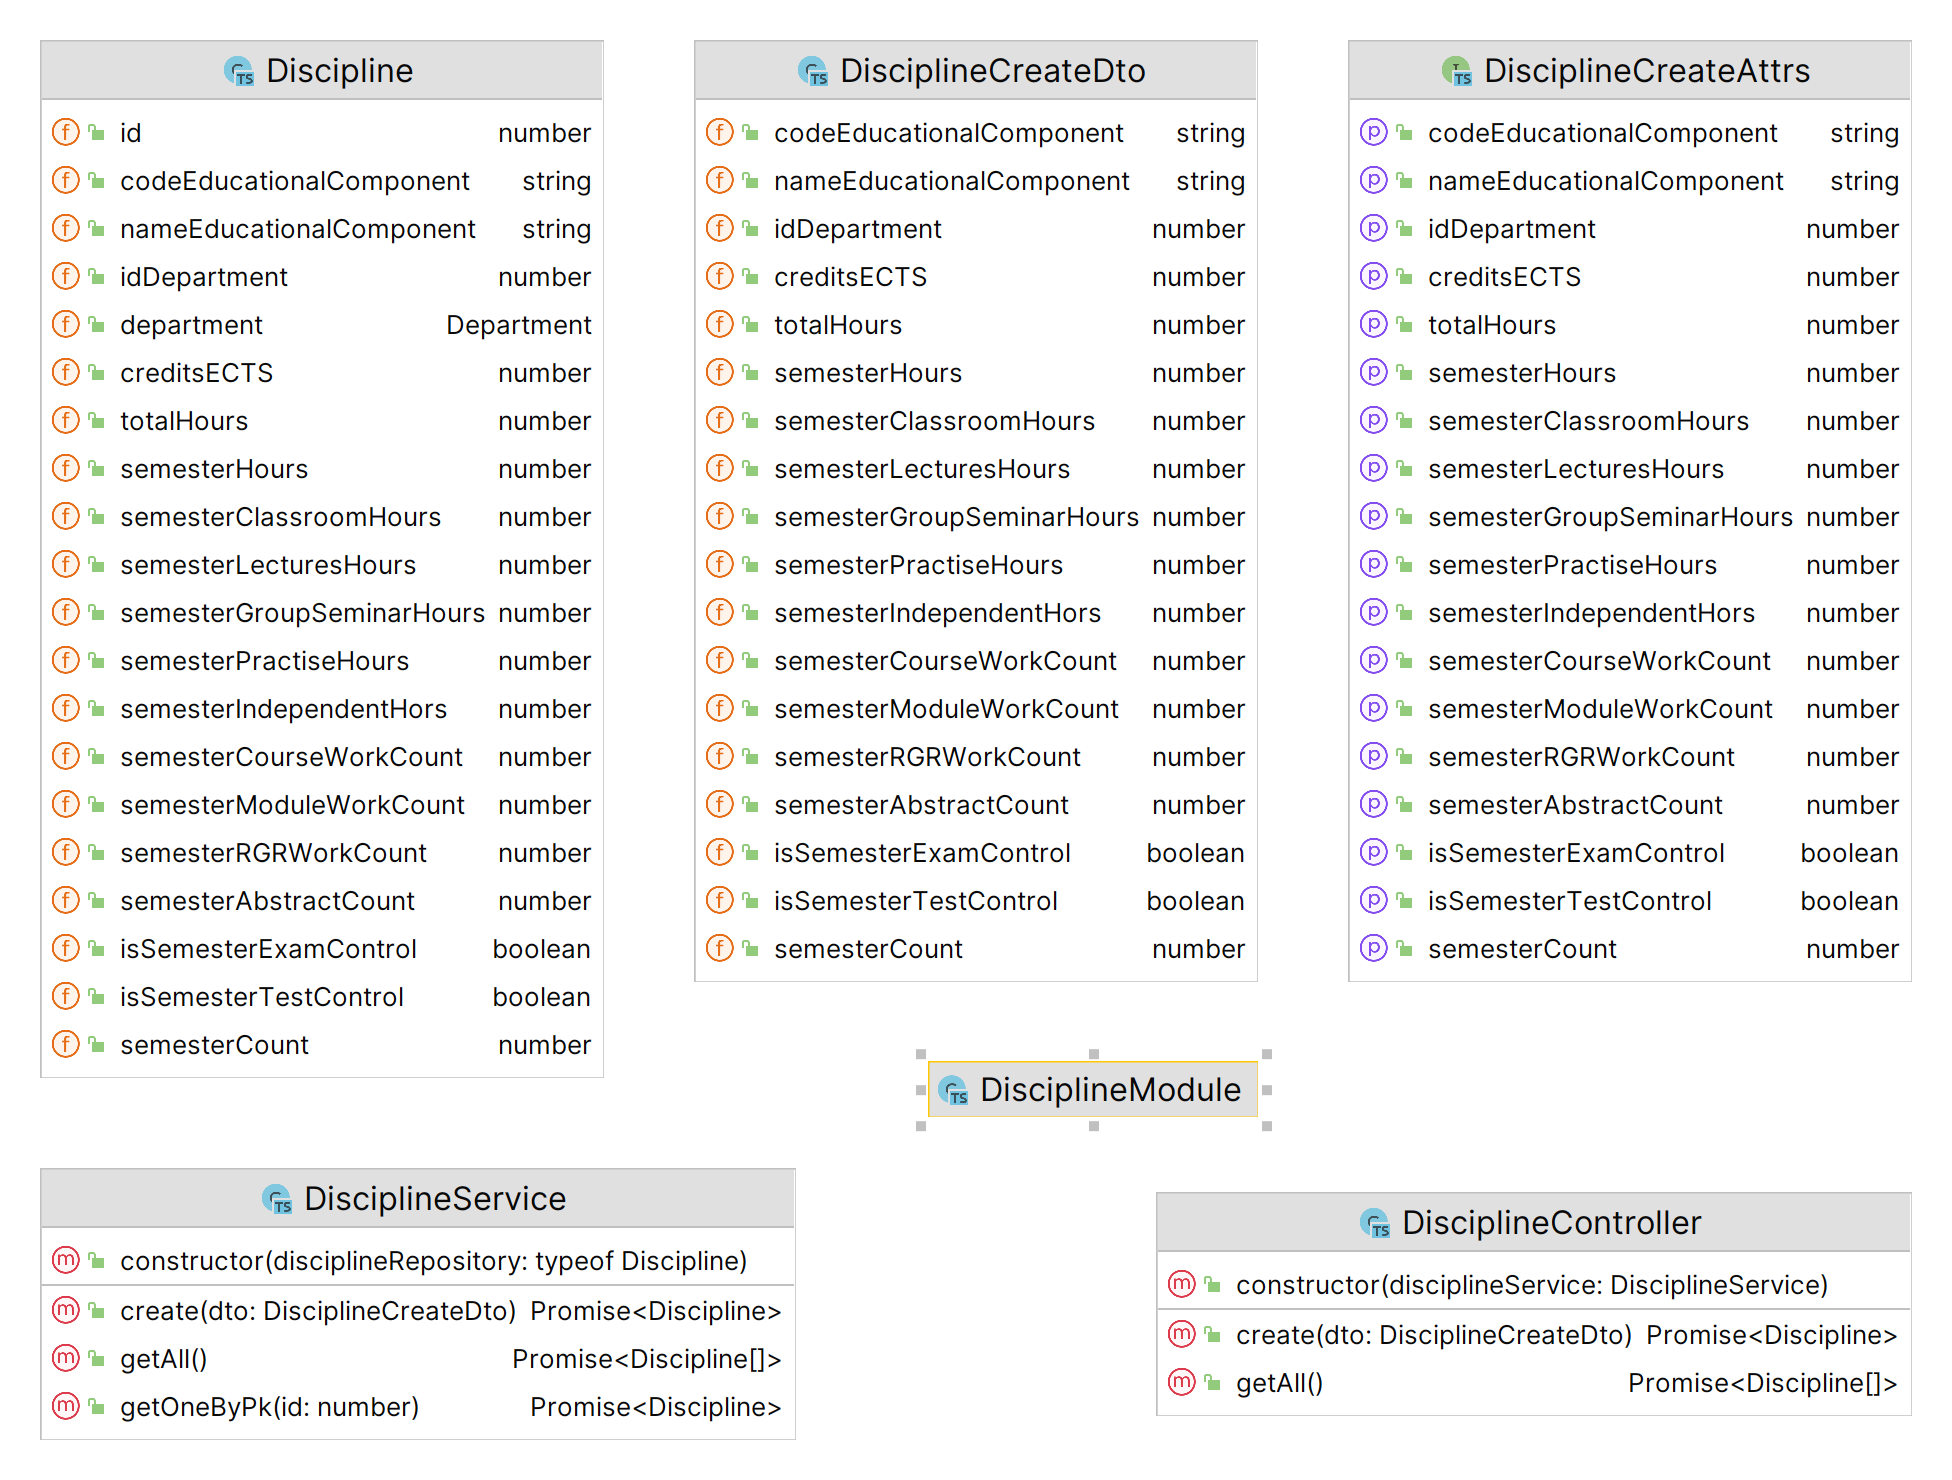 Discipline
id number
codeEducationalComponent string
nameEducationalComponent string
idDepartment number
department Department
creditsECTS number
totalHours number
semesterHours number
semesterClassroomHours number
semesterLecturesHours number
semesterGroupSeminarHours number
semesterPractiseHours number
semesterIndependentHors number
semesterCourseWorkCount number
semesterModuleWorkCount number
semesterRGRWorkCount number
semesterAbstractCount number
isSemesterExamControl boolean
isSemesterTestControl boolean
semesterCount number
DisciplineCreateDto
codeEducationalComponent string
nameEducationalComponent string
idDepartment number
creditsECTS number
totalHours number
semesterHours number
semesterClassroomHours number
semesterLecturesHours number
semesterGroupSeminarHours number
semesterPractiseHours number
semesterIndependentHors number
semesterCourseWorkCount number
semesterModuleWorkCount number
semesterRGRWorkCount number
semesterAbstractCount number
isSemesterExamControl boolean
isSemesterTestControl boolean
semesterCount number
DisciplineCreateAttrs
codeEducationalComponent string
nameEducationalComponent string
idDepartment number
creditsECTS number
totalHours number
semesterHours number
semesterClassroomHours number
semesterLecturesHours number
semesterGroupSeminarHours number
semesterPractiseHours number
semesterIndependentHors number
semesterCourseWorkCount number
semesterModuleWorkCount number
semesterRGRWorkCount number
semesterAbstractCount number
isSemesterExamControl boolean
isSemesterTestControl boolean
semesterCount number
DisciplineModule
DisciplineService
constructor(disciplineRepository: typeof Discipline)
create(dto: DisciplineCreateDto) Promise<Discipline>
getAll() Promise<Discipline[]>
getOneByPk(id: number) Promise<Discipline>
DisciplineController
constructor(disciplineService: DisciplineService)
create(dto: DisciplineCreateDto) Promise<Discipline>
getAll() Promise<Discipline[]>